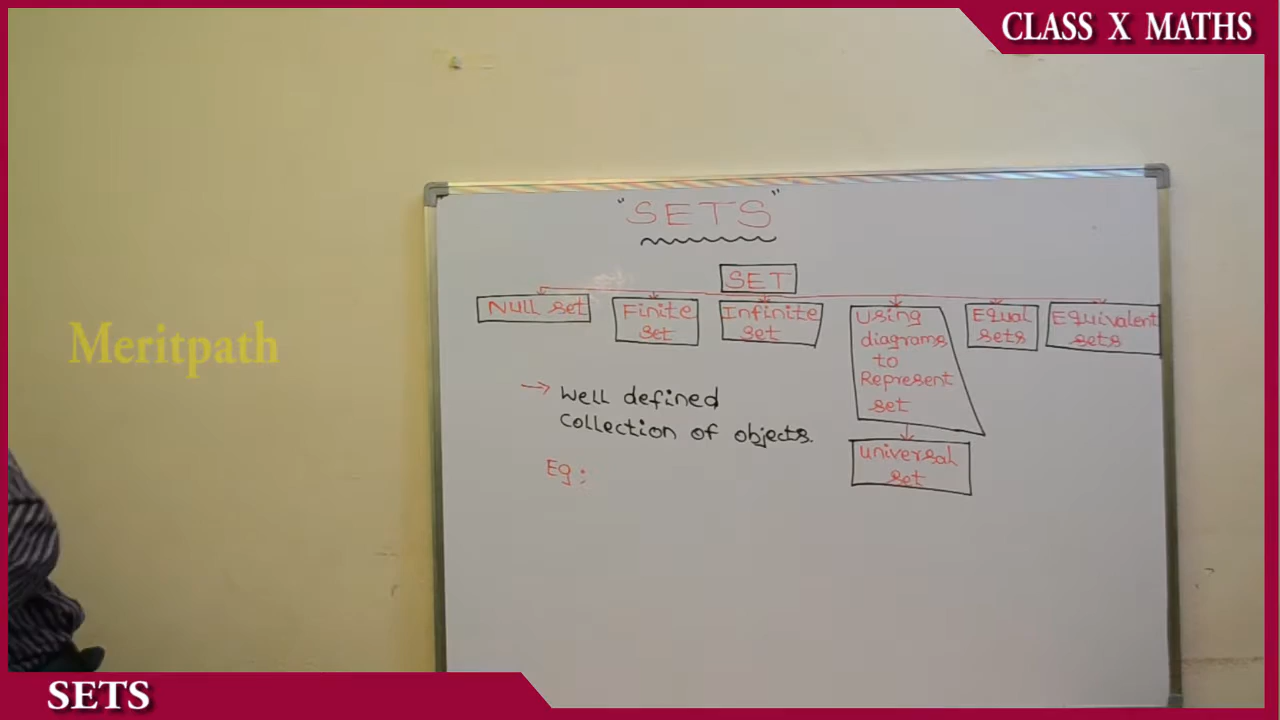 CLASS X MATHS
"SETS"
SET
Null set
Finite
set
Infinite
set
Using
diagrams
to
Represent
set
Equal
sets
Equivalent
sets
universal
set
→ Well defined
collection of objects.
Eg:
Meritpath
SETS